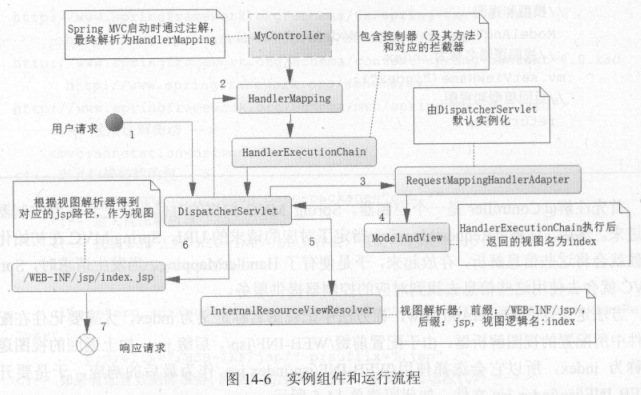 Spring MVC启动时通过注解,
最终解析为HandlerMapping
MyController
包含控制器（及其方法）
和对应的拦截器
2
HandlerMapping
用户请求
1
由DispatcherServlet
默认实例化
HandlerExecutionChain
3
RequestMappingHandlerAdapter
根据视图解析器得到
对应的jsp路径，作为视图
DispatcherServlet
4
ModelAndView
HandlerExecutionChain执行后
返回的视图名为index
6
5
/WEB-INF/jsp/index.jsp
InternalResourceViewResolver
视图解析器，前缀：/WEB-INF/jsp/,
后缀：jsp，视图逻辑名:index
7
响应请求
图 14-6 实例组件和运行流程